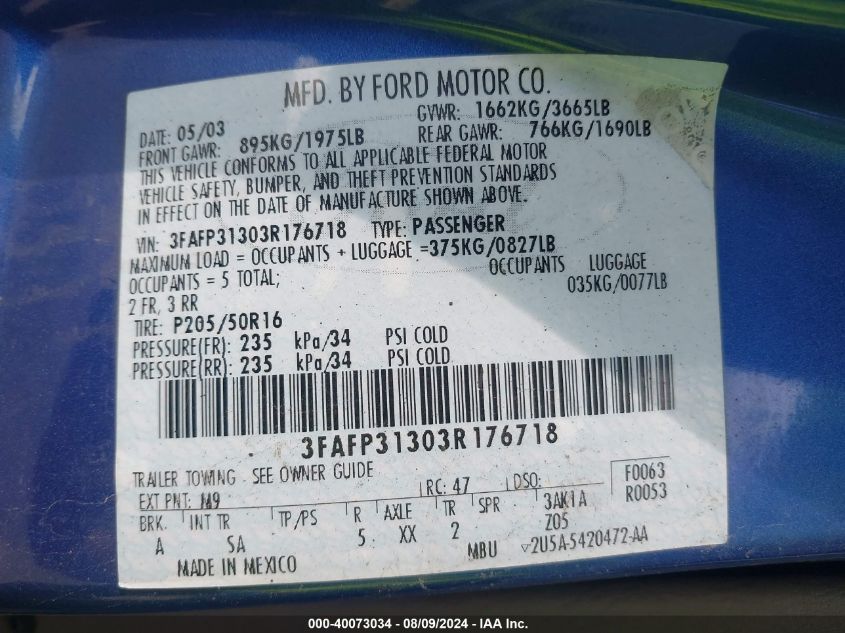 MFD. BY FORD MOTOR CO.
DATE: 05/03 GVWR: 1662KG/3665LB
FRONT GAWR: 895KG/1975LB REAR GAWR: 766KG/1690LB
THIS VEHICLE CONFORMS TO ALL APPLICABLE FEDERAL MOTOR
VEHICLE SAFETY, BUMPER, AND THEFT PREVENTION STANDARDS
IN EFFECT ON THE DATE OF MANUFACTURE SHOWN ABOVE.
VIN: 3FAFP31303R176718 TYPE: PASSENGER
MAXIMUM LOAD = OCCUPANTS + LUGGAGE =375KG/0827LB
OCCUPANTS = 5 TOTAL; OCCUPANTS LUGGAGE
2 FR, 3 RR 035KG/0077LB
TIRE: P205/50R16
PRESSURE(FR): 235 kPa/34 PSI COLD
PRESSURE(RR): 235 kPa/34 PSI COLD
3FAFP31303R176718
TRAILER TOWING - SEE OWNER GUIDE
EXT PNT: M9 RC: 47 DSO: F0063
R0053
BRK INT TR TP/PS R AXLE TR SPR 3AK1A
A SA 5 XX 2 Z05
MADE IN MEXICO MBU 2U5A-5420472-AA
000-40073034 - 08/09/2024 - IAA Inc.